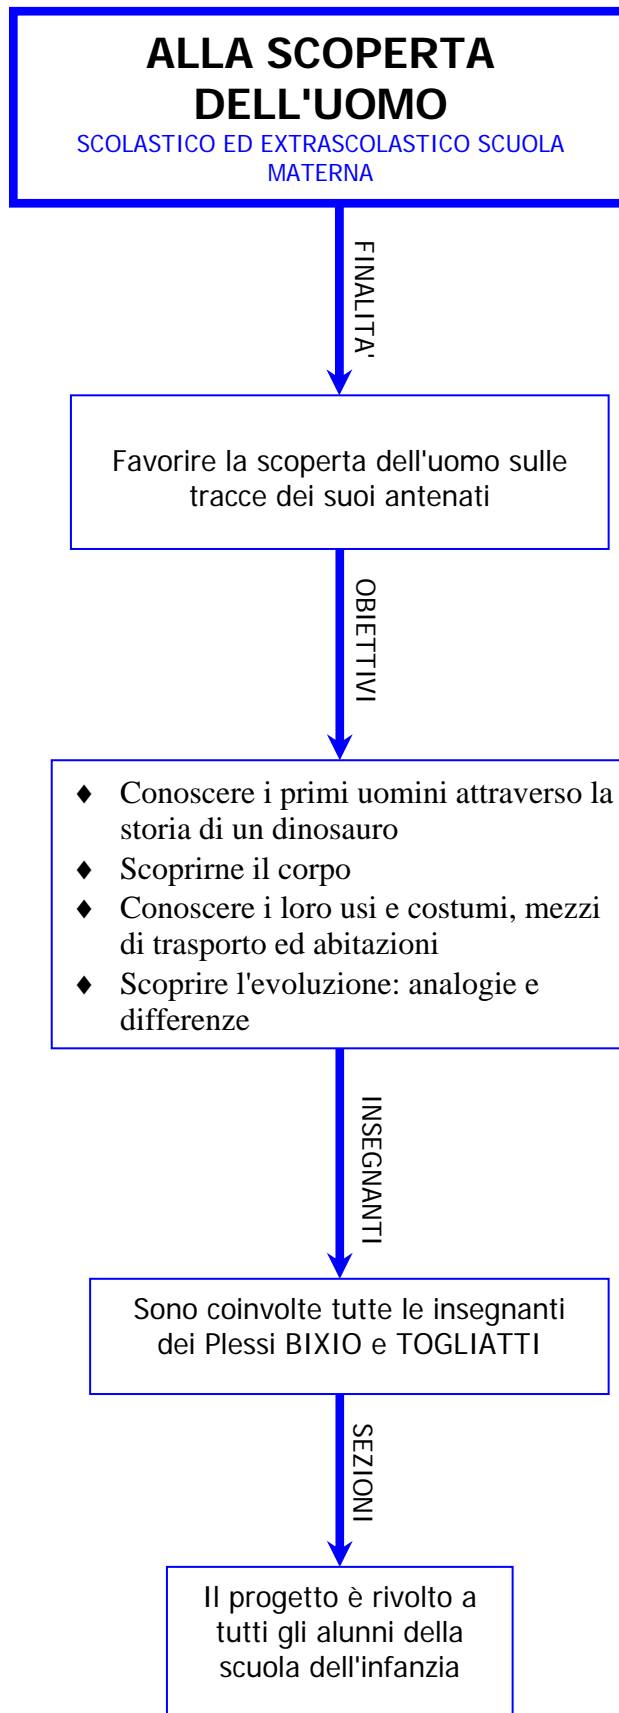 ALLA SCOPERTA
DELL'UOMO
SCOLASTICO ED EXTRASCOLASTICO SCUOLA
MATERNA
FINALITA'
Favorire la scoperta dell'uomo sulle
tracce dei suoi antenati
OBIETTIVI
♦ Conoscere i primi uomini attraverso la
storia di un dinosauro
♦ Scoprirne il corpo
♦ Conoscere i loro usi e costumi, mezzi
di trasporto ed abitazioni
♦ Scoprire l'evoluzione: analogie e
differenze
INSEGNANTI
Sono coinvolte tutte le insegnanti
dei Plessi BIXIO e TOGLIATTI
SEZIONI
Il progetto è rivolto a
tutti gli alunni della
scuola dell'infanzia